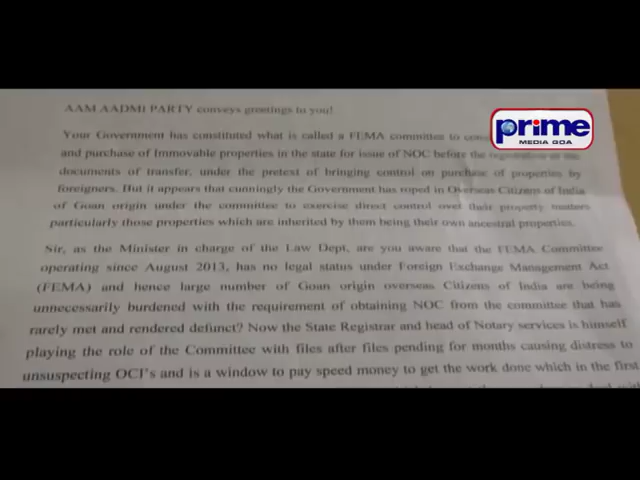 AAM AADMI PARTY conveys greetings to you!
prime
MEDIA GOA
Your Government has constituted what is called a FEMA committee to
and purchase of Immovable properties in the state for issue of NOC before the
documents of transfer, under the pretext of bringing control on purchase of properties by
foreigners. But it appears that cunningly the Government has roped in Overseas Citizens of India
of Goan origin under the committee to exercise direct control over their property matters
particularly those properties which are inherited by them being their own ancestral properties.
Sir, as the Minister in charge of the Law Dept, are you aware that the FEMA Committee
operating since August 2013, has no legal status under Foreign Exchange Management Act
(FEMA) and hence large number of Goan origin overseas Citizens of India are being
unnecessarily burdened with the requirement of obtaining NOC from the committee that has
rarely met and rendered defunct? Now the State Registrar and head of Notary services is himself
playing the role of the Committee with files after files pending for months causing distress to
unsuspecting OCI's and is a window to pay speed money to get the work done which in the first